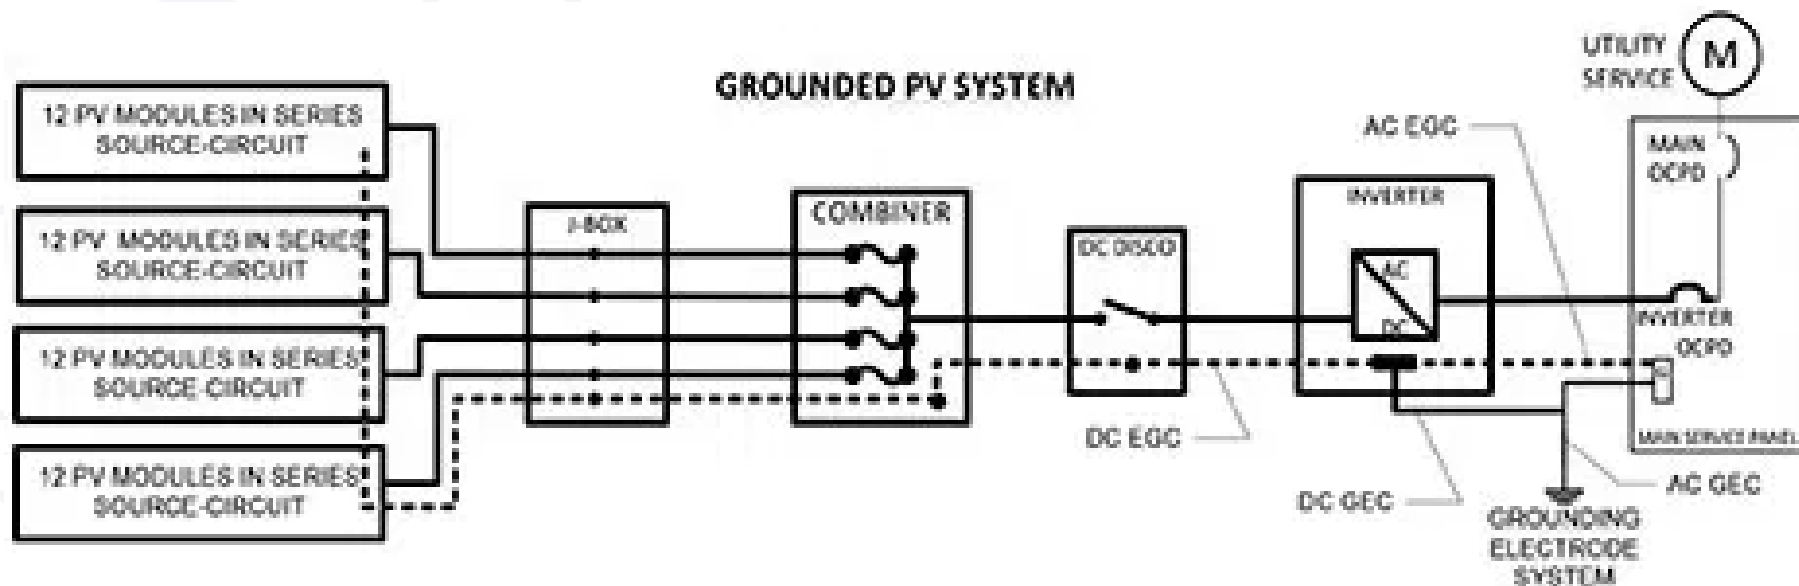 GROUNDED PV SYSTEM
UTILITY
SERVICE
M
12 PV MODULES IN SERIES
SOURCE-CIRCUIT
12 PV MODULES IN SERIES
SOURCE-CIRCUIT
12 PV MODULES IN SERIES
SOURCE-CIRCUIT
12 PV MODULES IN SERIES
SOURCE-CIRCUIT
J-BOX
COMBINER
DC DISCO
INVERTER
AC
DC
AC EGC
MAIN
OCPD
INVERTER
OCPD
MAIN SERVICE PANEL
DC EGC
DC GEC
AC GEC
GROUNDING
ELECTRODE
SYSTEM